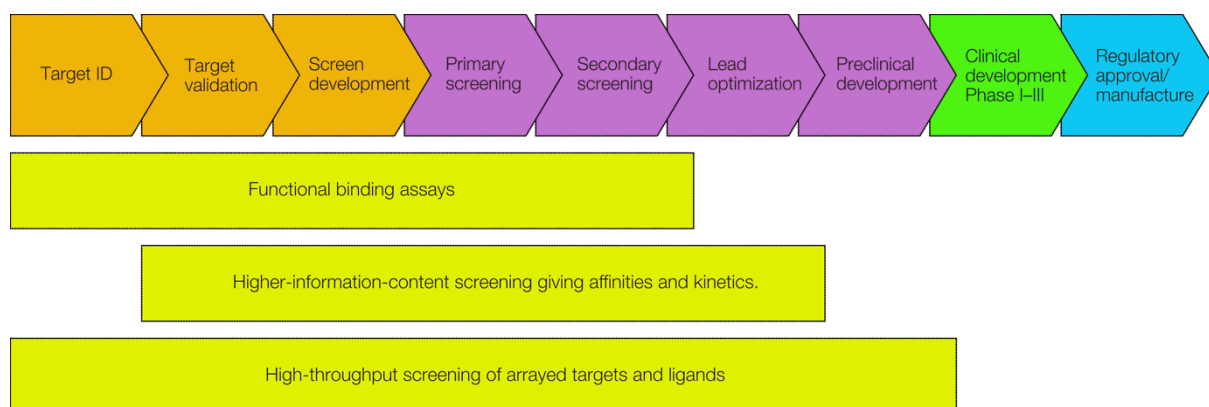 Target ID
Target
validation
Screen
development
Primary
screening
Secondary
screening
Lead
optimization
Preclinical
development
Clinical
development
Phase I–III
Regulatory
approval/
manufacture
Functional binding assays
Higher-information-content screening giving affinities and kinetics.
High-throughput screening of arrayed targets and ligands